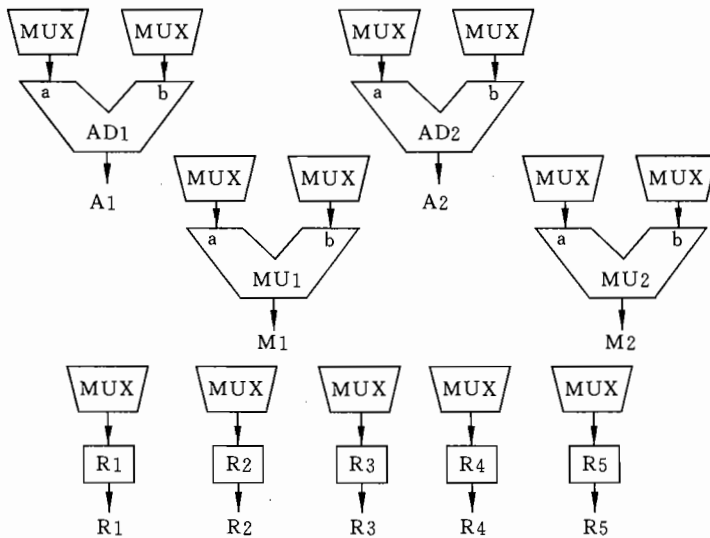 MUX MUX MUX MUX
a b a b
AD1 AD2
A1 A2
MUX MUX MUX MUX
a b a b
MU1 MU2
M1 M2
MUX MUX MUX MUX MUX
R1 R2 R3 R4 R5
R1 R2 R3 R4 R5